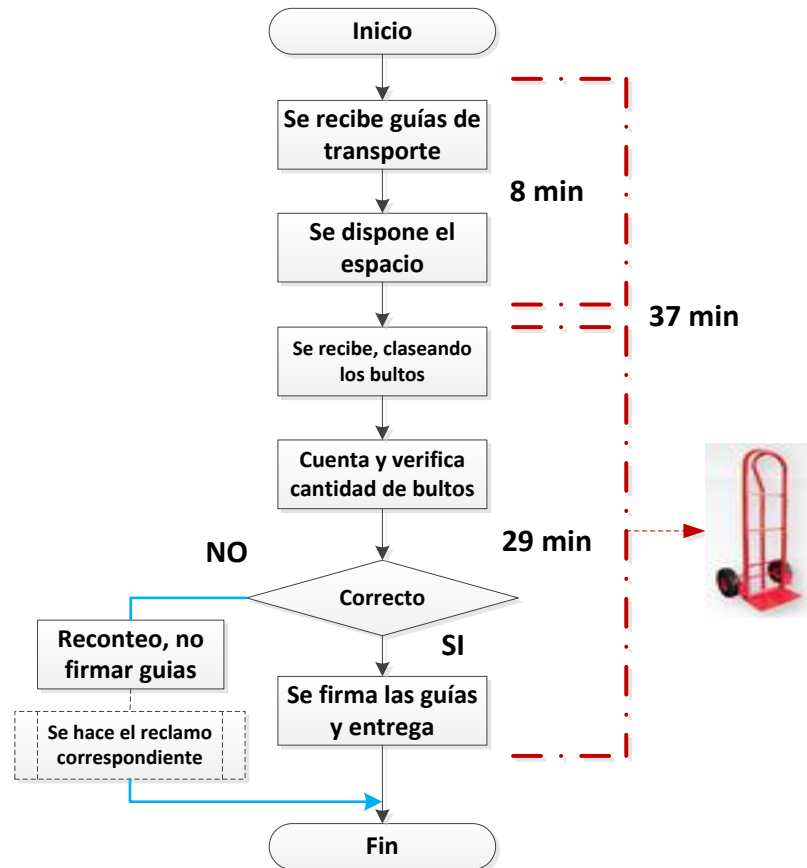 Inicio
Se recibe guías de
transporte
8 min
Se dispone el
espacio
37 min
Se recibe, claseando
los bultos
Cuenta y verifica
cantidad de bultos
29 min
NO
Correcto
SI
Reconteo, no
firmar guias
Se firma las guías
y entrega
Se hace el reclamo
correspondiente
Fin